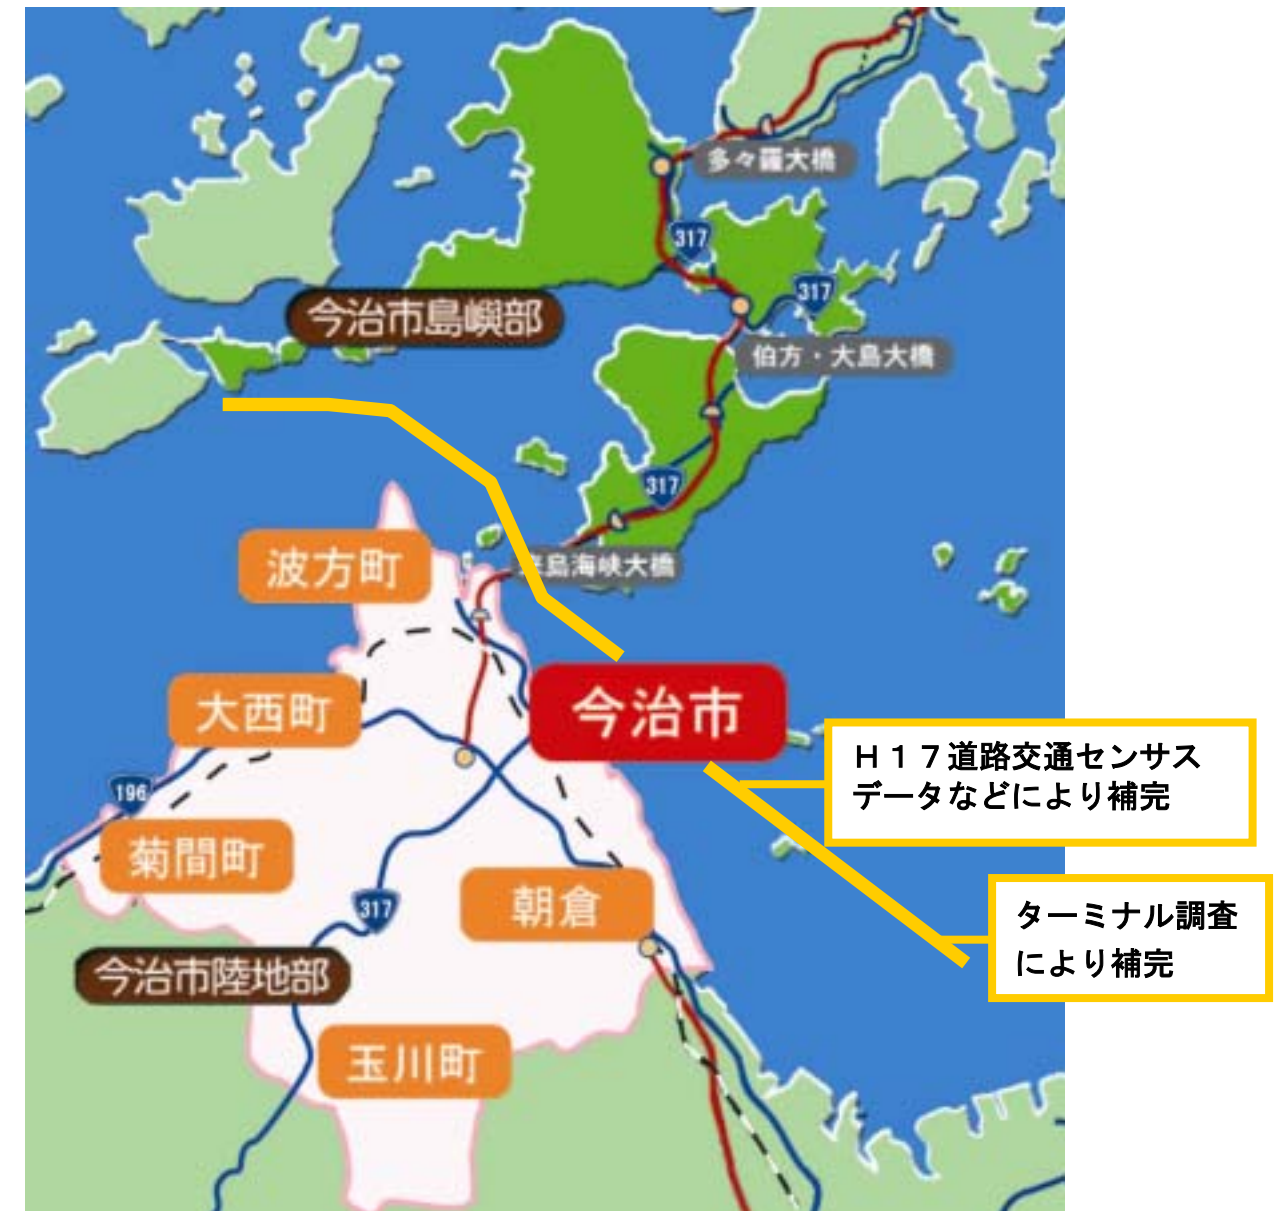 多々羅大橋
317
317
今治市島嶼部
伯方・大島大橋
317
波方町
来島海峡大橋
大西町
今治市
H17道路交通センサス
データなどにより補完
196
菊間町
317
朝倉
ターミナル調査
により補完
今治市陸地部
玉川町